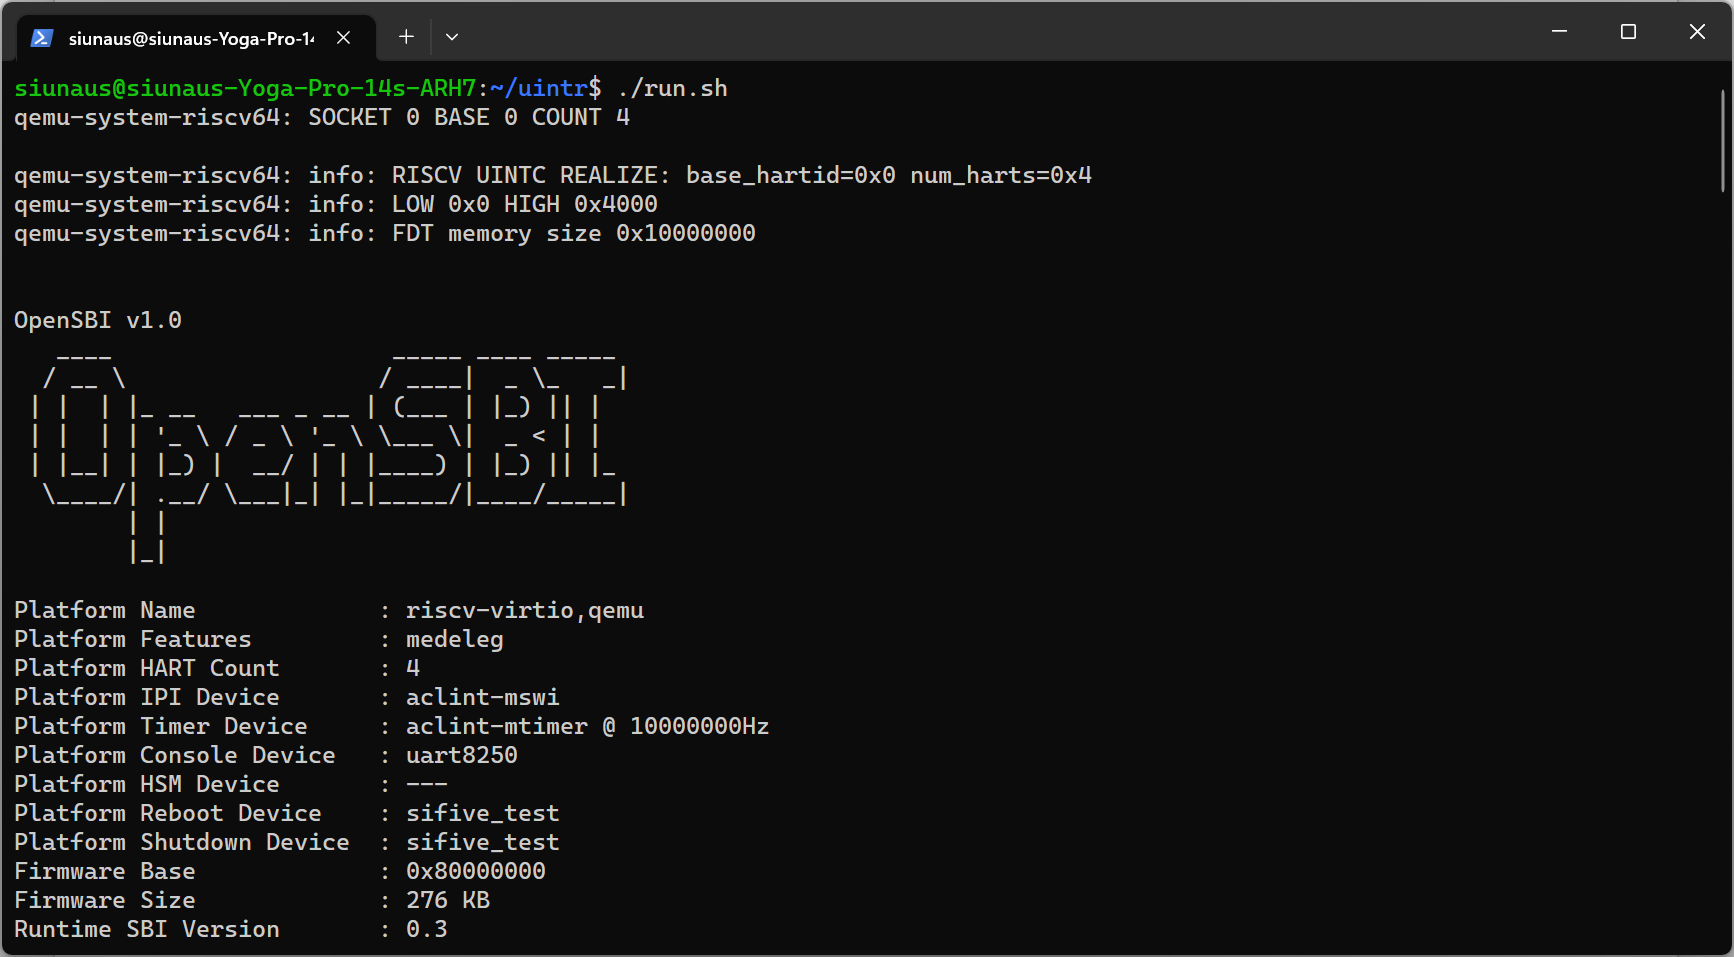 siunaus@siunaus-Yoga-Pro-14
siunaus@siunaus-Yoga-Pro-14s-ARH7:~/uintr$ ./run.sh
qemu-system-riscv64: SOCKET 0 BASE 0 COUNT 4
qemu-system-riscv64: info: RISCV UINTC REALIZE: base_hartid=0x0 num_harts=0x4
qemu-system-riscv64: info: LOW 0x0 HIGH 0x4000
qemu-system-riscv64: info: FDT memory size 0x10000000
OpenSBI v1.0
   ____                    _____ ____ _____
  / __ \                  / ____|  _ \_   _|
 | |  | |_ __   ___ _ __ | (___ | |_) || |
 | |  | | '_ \ / _ \ '_ \ \___ \|  _ < | |
 | |__| | |_) |  __/ | | |____) | |_) || |_
  \____/| .__/ \___|_| |_|_____/|____/_____|
        | |
        |_|
Platform Name             : riscv-virtio,qemu
Platform Features         : medeleg
Platform HART Count       : 4
Platform IPI Device       : aclint-mswi
Platform Timer Device     : aclint-mtimer @ 10000000Hz
Platform Console Device   : uart8250
Platform HSM Device       : ---
Platform Reboot Device    : sifive_test
Platform Shutdown Device  : sifive_test
Firmware Base             : 0x80000000
Firmware Size             : 276 KB
Runtime SBI Version       : 0.3